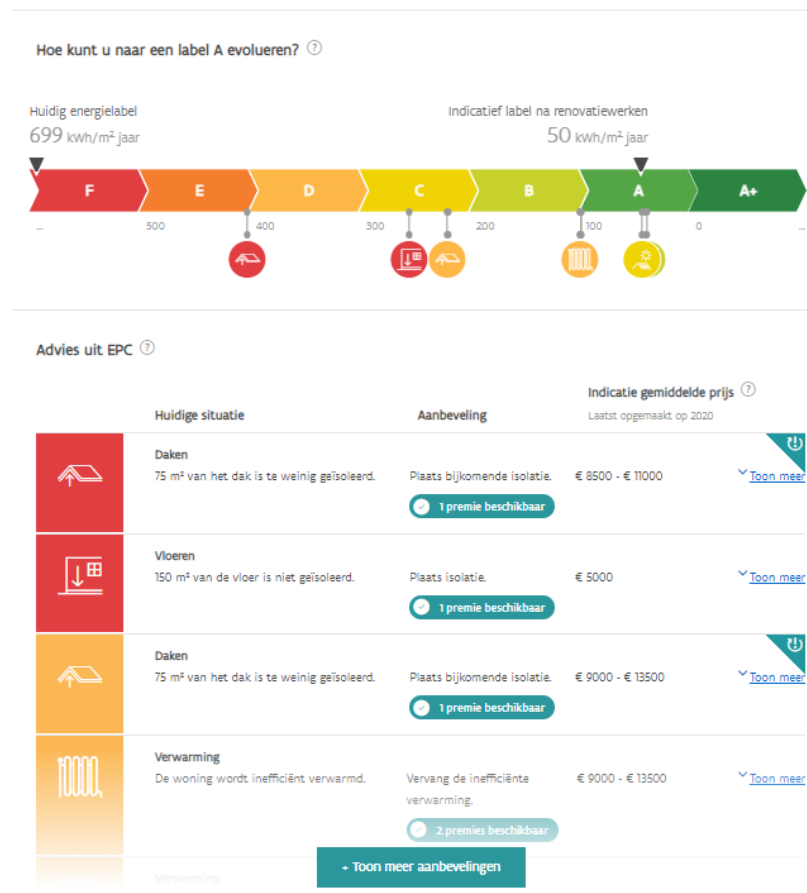 Hoe kunt u naar een label A evolueren? ?
Huidig energielabel
699 kWh/m² jaar
Indicatief label na renovatiewerken
50 kWh/m² jaar
F E D C B A A+
... 500 400 300 200 100 0 ...
Advies uit EPC ?
Indicatie gemiddelde prijs ?
Huidige situatie Aanbeveling Laatst opgemaakt op 2020
Daken
75 m² van het dak is te weinig geïsoleerd. Plaats bijkomende isolatie. € 8500 - € 11000 Toon meer
1 premie beschikbaar
Vloeren
150 m² van de vloer is niet geïsoleerd. Plaats isolatie. € 5000 Toon meer
1 premie beschikbaar
Daken
75 m² van het dak is te weinig geïsoleerd. Plaats bijkomende isolatie. € 9000 - € 13500 Toon meer
1 premie beschikbaar
Verwarming
De woning wordt inefficiënt verwarmd. Vervang de inefficiënte € 9000 - € 13500 Toon meer
verwarming.
2 premies beschikbaar
+ Toon meer aanbevelingen
Verwarming